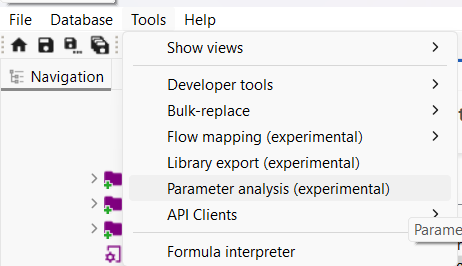 File Database Tools Help
Show views
Navigation
Developer tools
Bulk-replace
Flow mapping (experimental)
Library export (experimental)
Parameter analysis (experimental)
API Clients
Parame
Formula interpreter